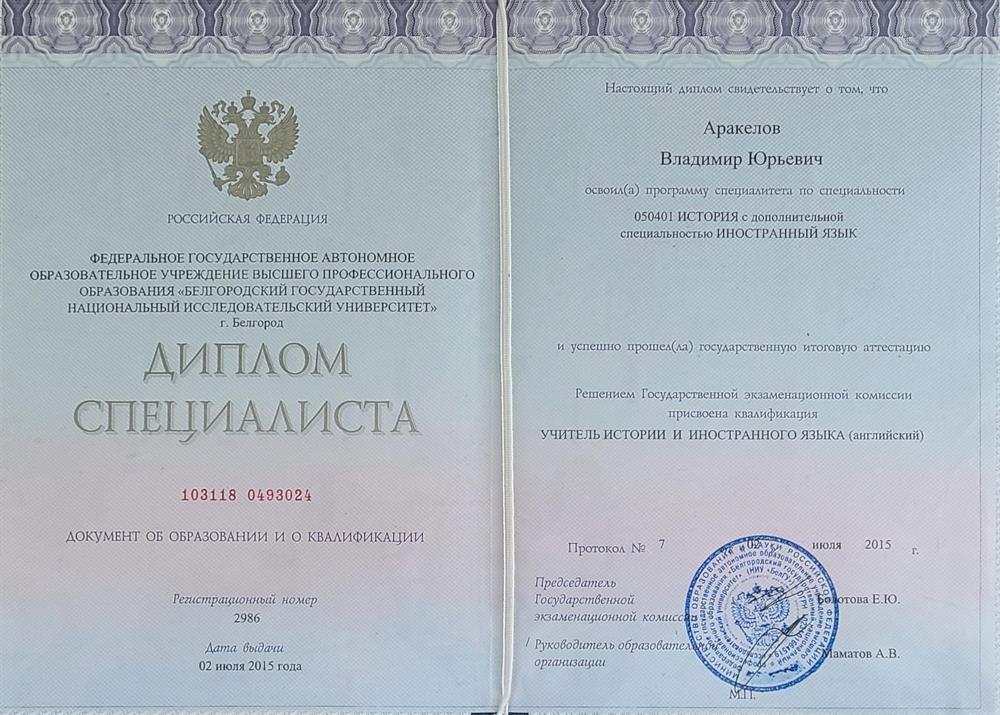 РОССИЙСКАЯ ФЕДЕРАЦИЯ
ФЕДЕРАЛЬНОЕ ГОСУДАРСТВЕННОЕ АВТОНОМНОЕ
ОБРАЗОВАТЕЛЬНОЕ УЧРЕЖДЕНИЕ ВЫСШЕГО ПРОФЕССИОНАЛЬНОГО
ОБРАЗОВАНИЯ «БЕЛГОРОДСКИЙ ГОСУДАРСТВЕННЫЙ
НАЦИОНАЛЬНЫЙ ИССЛЕДОВАТЕЛЬСКИЙ УНИВЕРСИТЕТ»
г. Белгород
ДИПЛОМ
СПЕЦИАЛИСТА
103118 0493024
ДОКУМЕНТ ОБ ОБРАЗОВАНИИ И О КВАЛИФИКАЦИИ
Регистрационный номер
2986
Дата выдачи
02 июля 2015 года
Настоящий диплом свидетельствует о том, что
Аракелов
Владимир Юрьевич
освоил(а) программу специалитета по специальности
050401 ИСТОРИЯ с дополнительной
специальностью ИНОСТРАННЫЙ ЯЗЫК
и успешно прошел(ла) государственную итоговую аттестацию
Решением Государственной экзаменационной комиссии
присвоена квалификация
УЧИТЕЛЬ ИСТОРИИ И ИНОСТРАННОГО ЯЗЫКА (английский)
Протокол № 7 " 02 " июля 2015 г.
Председатель
Государственной
экзаменационной комиссии Болотова Е.Ю.
Руководитель образовательной
организации Маматов А.В.
М.П.